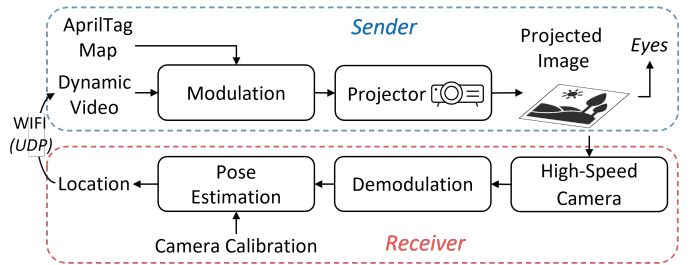 Sender
AprilTag
Map
Projected
Image
Eyes
Dynamic
Video
Modulation
Projector
WIFI
(UDP)
Location
Pose
Estimation
Demodulation
High-Speed
Camera
Camera Calibration
Receiver